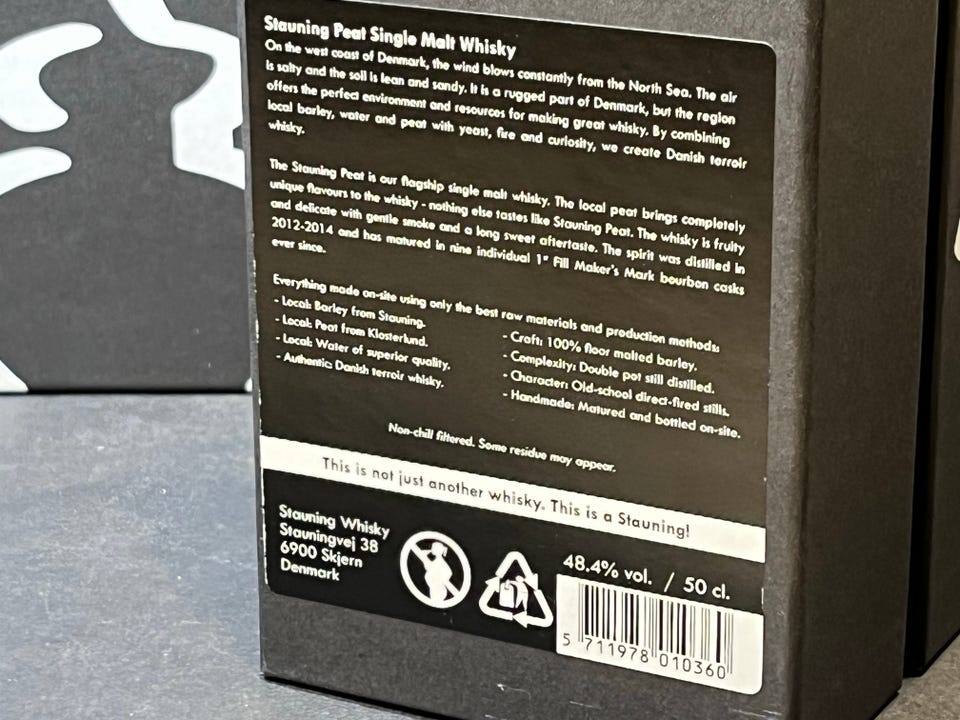 Stauning Peat Single Malt Whisky
On the west coast of Denmark, the wind blows constantly from the North Sea. The air
is salty and the soil is lean and sandy. It is a rugged part of Denmark, but the region
offers the perfect environment and resources for making great whisky. By combining
local barley, water and peat with yeast, fire and curiosity, we create Danish terroir
whisky.
The Stauning Peat is our flagship single malt whisky. The local peat brings completely
unique flavours to the whisky - nothing else tastes like Stauning Peat. The whisky is fruity
and delicate with gentle smoke and a long sweet aftertaste. The spirit was distilled in
2012-2014 and has matured in nine individual 1" Fill Maker's Mark bourbon casks
ever since.
Everything made on-site using only the best raw materials and production methods:
- Local: Barley from Stauning.
- Local: Peat from Klosterlund.
- Local: Water of superior quality.
- Authentic: Danish terroir whisky.
- Craft: 100% floor malted barley.
- Complexity: Double pot still distilled.
- Character: Old-school direct-fired stills.
- Handmade: Matured and bottled on-site.
Non-chill filtered. Some residue may appear.
This is not just another whisky. This is a Stauning!
Stauning Whisky
Stauningvej 38
6900 Skjern
Denmark
48.4% vol. / 50 cl.
5 711978 010360